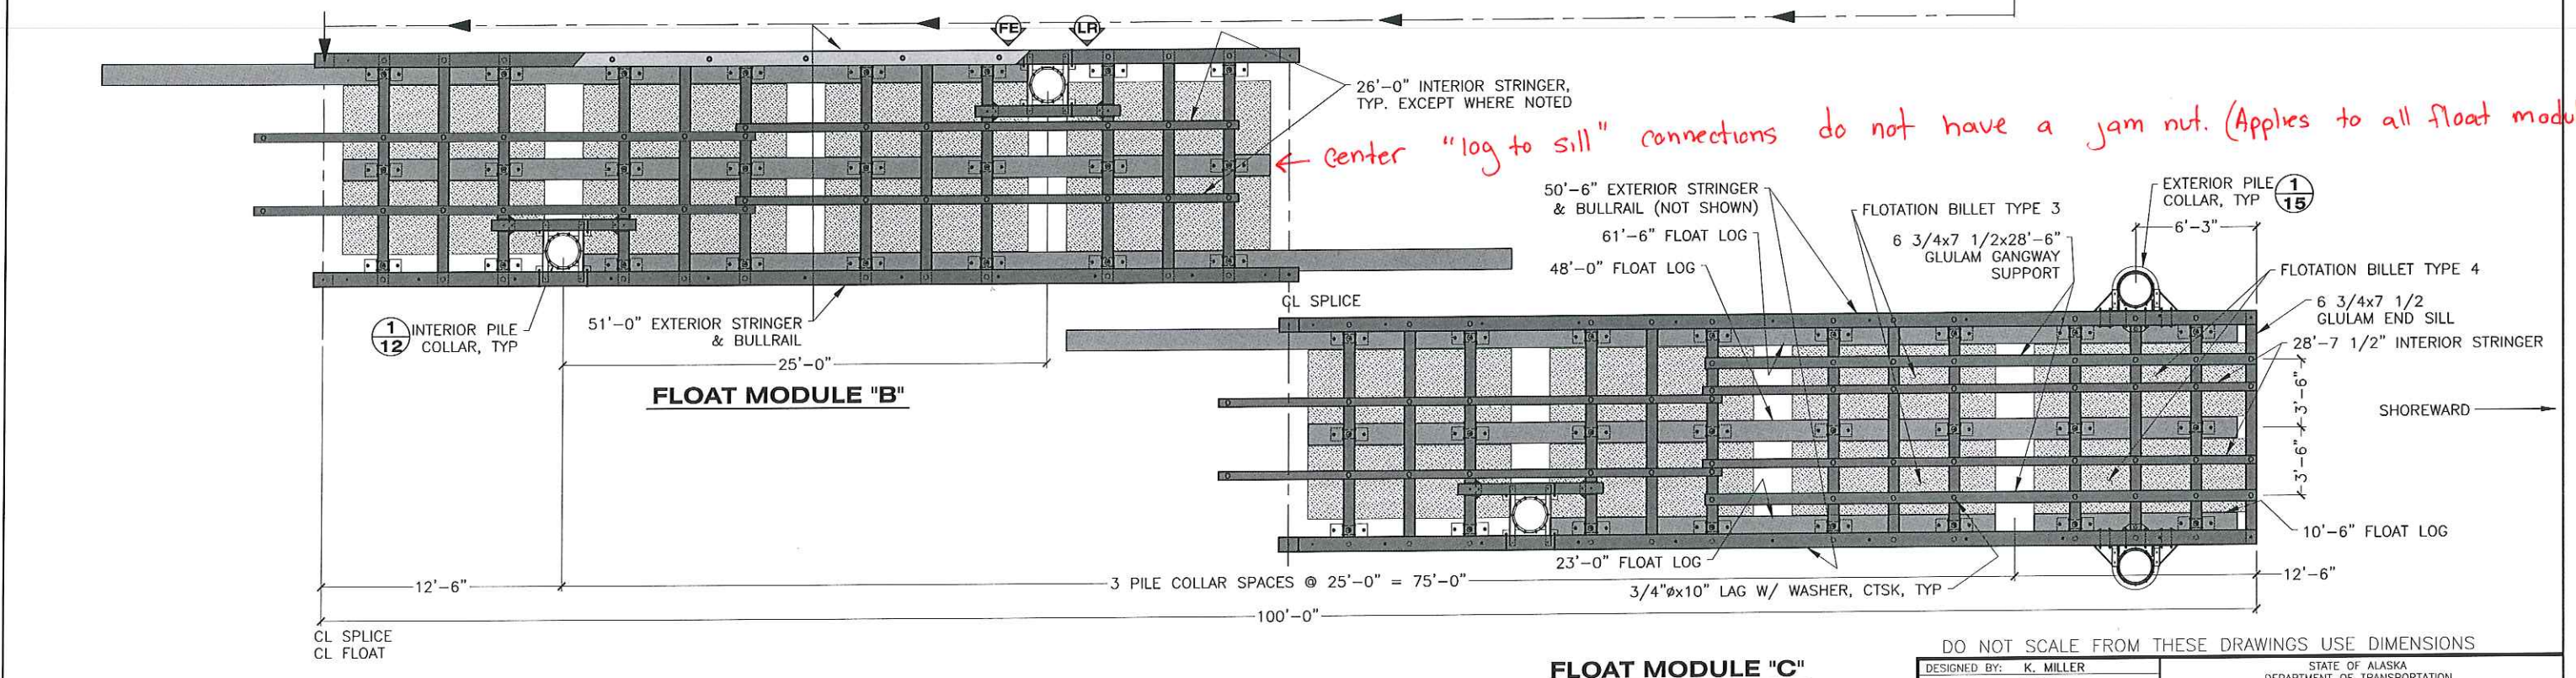 FE
LR
26'-0" INTERIOR STRINGER,
TYP. EXCEPT WHERE NOTED
← center "log to sill" connections do not have a jam nut. (Applies to all float modu
50'-6" EXTERIOR STRINGER
& BULLRAIL (NOT SHOWN)
61'-6" FLOAT LOG
48'-0" FLOAT LOG
FLOTATION BILLET TYPE 3
6 3/4x7 1/2x28'-6"
GLULAM GANGWAY
SUPPORT
EXTERIOR PILE
COLLAR, TYP
1
15
6'-3"
FLOTATION BILLET TYPE 4
6 3/4x7 1/2
GLULAM END SILL
28'-7 1/2" INTERIOR STRINGER
3'-6"
3'-6"
SHOREWARD
10'-6" FLOAT LOG
CL SPLICE
1
12
INTERIOR PILE
COLLAR, TYP
51'-0" EXTERIOR STRINGER
& BULLRAIL
25'-0"
FLOAT MODULE "B"
23'-0" FLOAT LOG
3/4"øx10" LAG W/ WASHER, CTSK, TYP
12'-6"
3 PILE COLLAR SPACES @ 25'-0" = 75'-0"
12'-6"
100'-0"
CL SPLICE
CL FLOAT
FLOAT MODULE "C"
DO NOT SCALE FROM THESE DRAWINGS USE DIMENSIONS
DESIGNED BY: K. MILLER
STATE OF ALASKA
DEPARTMENT OF TRANSPORTATION